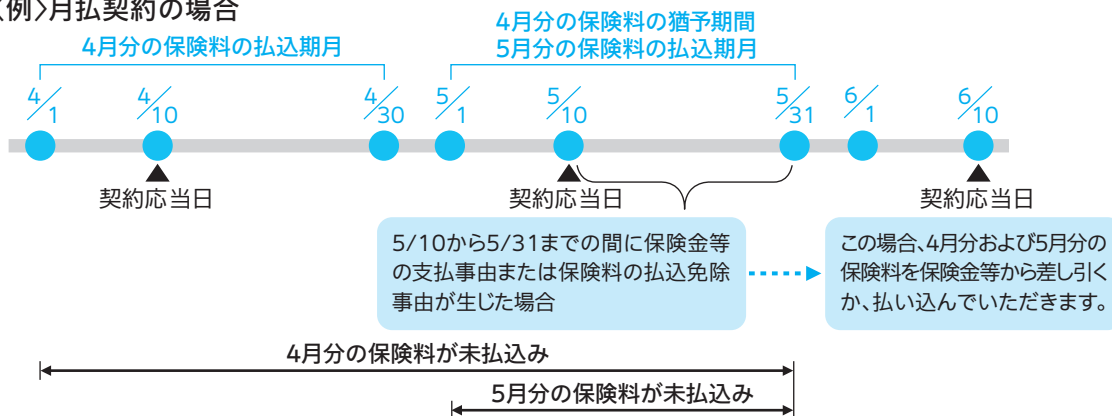 〈例〉月払契約の場合
4月分の保険料の払込期月
4月分の保険料の猶予期間
5月分の保険料の払込期月
4/1
4/10
4/30
5/1
5/10
5/31
6/1
6/10
契約応当日
契約応当日
契約応当日
5/10から5/31までの間に保険金等
の支払事由または保険料の払込免除
事由が生じた場合
この場合、4月分および5月分の
保険料を保険金等から差し引く
か、払い込んでいただきます。
4月分の保険料が未払込み
5月分の保険料が未払込み